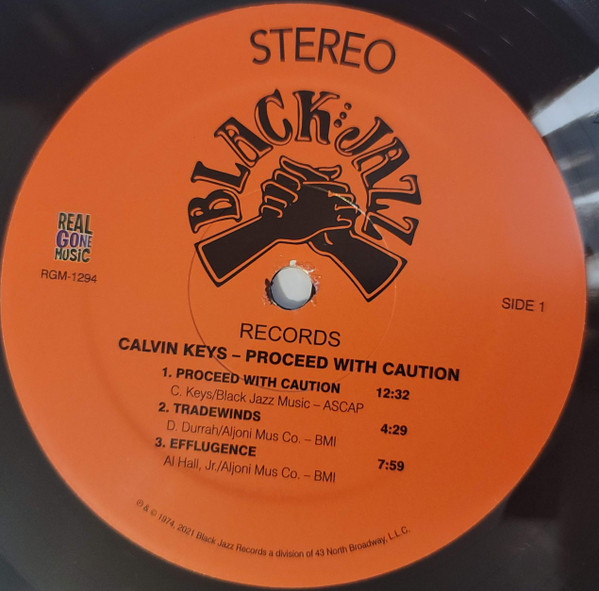 STEREO
BLACK JAZZ
REAL
GONE
MUSIC
RGM-1294
SIDE 1
RECORDS
CALVIN KEYS – PROCEED WITH CAUTION
1. PROCEED WITH CAUTION 12:32
C. Keys/Black Jazz Music – ASCAP
2. TRADEWINDS 4:29
D. Durrah/Aljoni Mus Co. – BMI
3. EFFLUGENCE 7:59
Al Hall, Jr./Aljoni Mus Co. – BMI
℗ & © 1974, 2021 Black Jazz Records a division of 43 North Broadway, L.L.C.